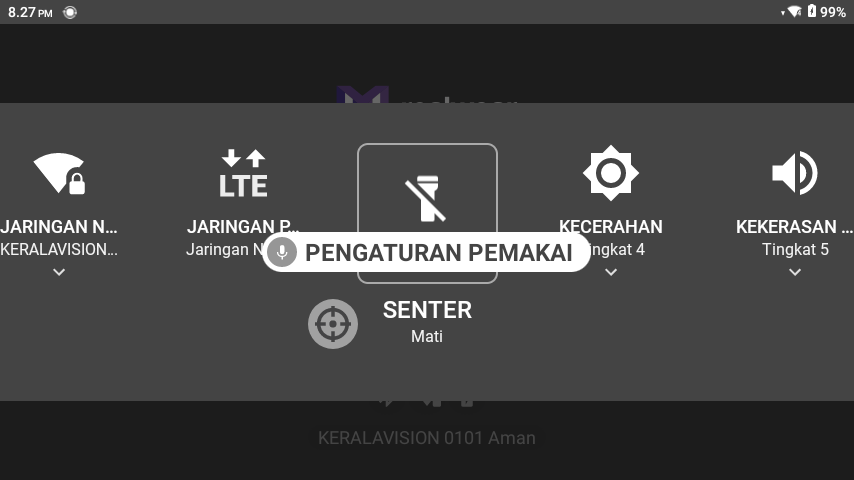 8.27 PM
99%
JARINGAN N...
JARINGAN P...
KECERAHAN
KEKERASAN ...
KERALAVISION...
Jaringan N
ingkat 4
Tingkat 5
LTE
PENGATURAN PEMAKAI
SENTER
Mati
KERALAVISION 0101 Aman